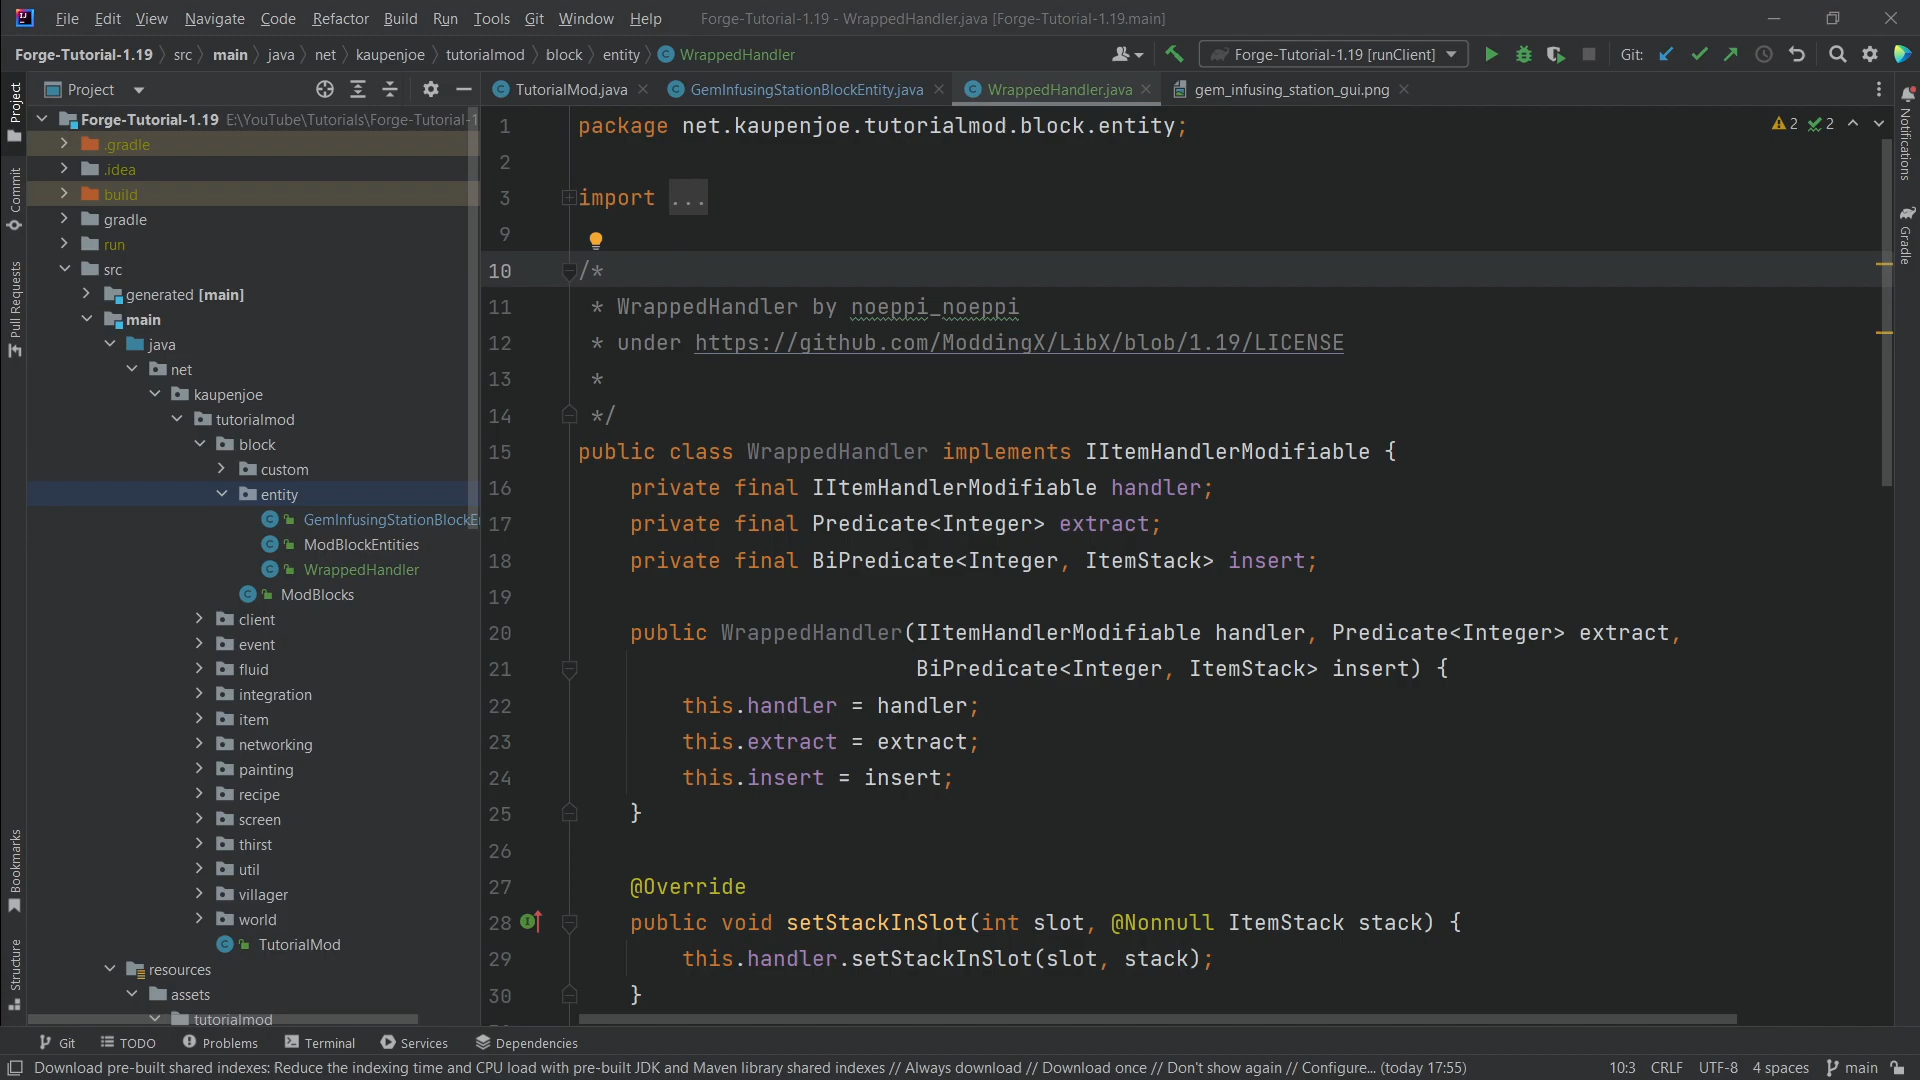 File Edit View Navigate Code Refactor Build Run Tools Git Window Help Forge-Tutorial-1.19 - WrappedHandler.java [Forge-Tutorial-1.19.main]
Forge-Tutorial-1.19 src main java net kaupenjoe tutorialmod block entity WrappedHandler Forge-Tutorial-1.19 [runClient] Git:
Project TutorialMod.java GemInfusingStationBlockEntity.java WrappedHandler.java gem_infusing_station_gui.png
Project
Commit
Pull Requests
Bookmarks
Structure
Forge-Tutorial-1.19 E:\YouTube\Tutorials\Forge-Tutorial-1
.gradle
.idea
build
gradle
run
src
generated [main]
main
java
net
kaupenjoe
tutorialmod
block
custom
entity
GemInfusingStationBlockE
ModBlockEntities
WrappedHandler
ModBlocks
client
event
fluid
integration
item
networking
painting
recipe
screen
thirst
util
villager
world
TutorialMod
resources
assets
tutorialmod
1 package net.kaupenjoe.tutorialmod.block.entity;
2
3 import ...
9
10 /*
11 * WrappedHandler by noeppi_noeppi
12 * under https://github.com/ModdingX/LibX/blob/1.19/LICENSE
13 *
14 */
15 public class WrappedHandler implements IItemHandlerModifiable {
16 private final IItemHandlerModifiable handler;
17 private final Predicate<Integer> extract;
18 private final BiPredicate<Integer, ItemStack> insert;
19
20 public WrappedHandler(IItemHandlerModifiable handler, Predicate<Integer> extract,
21 BiPredicate<Integer, ItemStack> insert) {
22 this.handler = handler;
23 this.extract = extract;
24 this.insert = insert;
25 }
26
27 @Override
28 public void setStackInSlot(int slot, @Nonnull ItemStack stack) {
29 this.handler.setStackInSlot(slot, stack);
30 }
2 2
Notifications
Gradle
Git TODO Problems Terminal Services Dependencies
Download pre-built shared indexes: Reduce the indexing time and CPU load with pre-built JDK and Maven library shared indexes // Always download // Download once // Don't show again // Configure... (today 17:55) 10:3 CRLF UTF-8 4 spaces main